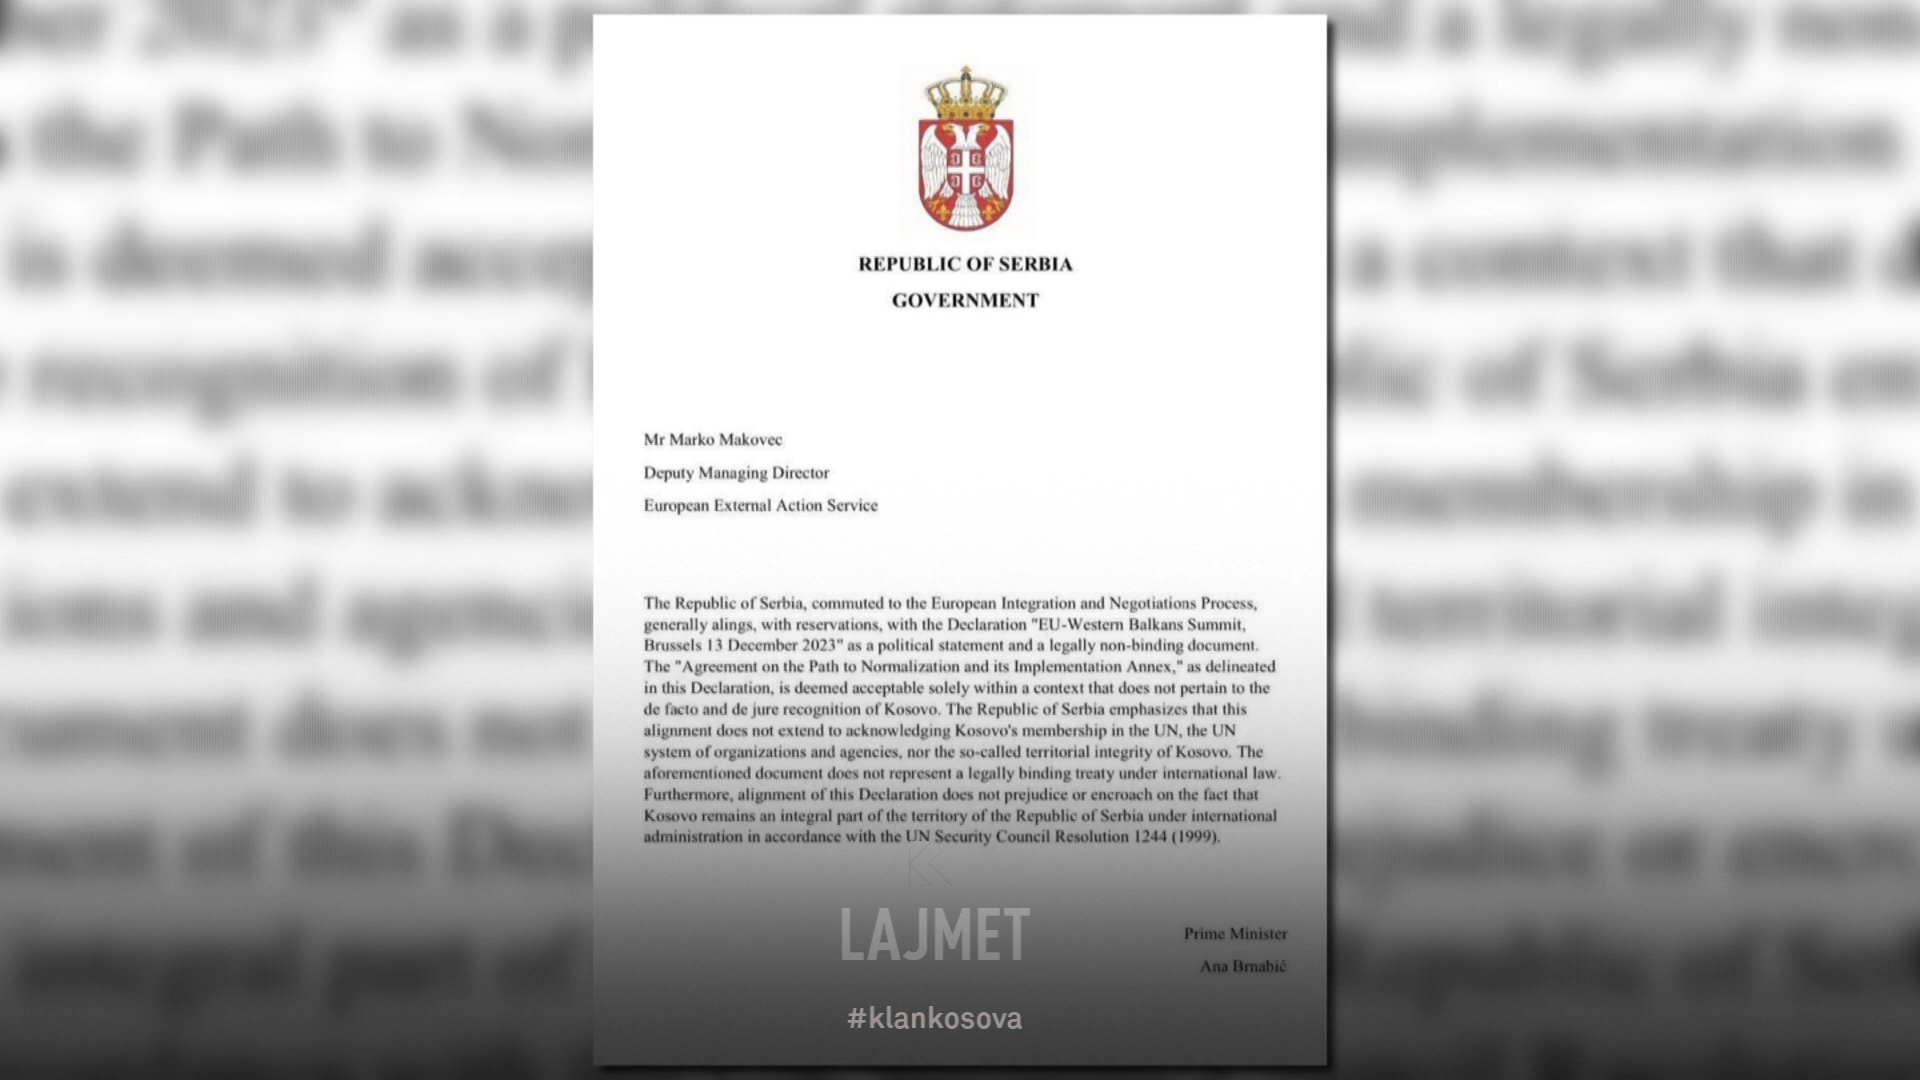 REPUBLIC OF SERBIA
GOVERNMENT
Mr Marko Makovec
Deputy Managing Director
European External Action Service
The Republic of Serbia, commuted to the European Integration and Negotiations Process,
generally alings, with reservations, with the Declaration "EU-Western Balkans Summit,
Brussels 13 December 2023" as a political statement and a legally non-binding document.
The "Agreement on the Path to Normalization and its Implementation Annex," as delineated
in this Declaration, is deemed acceptable solely within a context that does not pertain to the
de facto and de jure recognition of Kosovo. The Republic of Serbia emphasizes that this
alignment does not extend to acknowledging Kosovo's membership in the UN, the UN
system of organizations and agencies, nor the so-called territorial integrity of Kosovo. The
aforementioned document does not represent a legally binding treaty under international law.
Furthermore, alignment of this Declaration does not prejudice or encroach on the fact that
Kosovo remains an integral part of the territory of the Republic of Serbia under international
administration in accordance with the UN Security Council Resolution 1244 (1999).
Prime Minister
Ana Brnabić
LAJMET
#klankosova